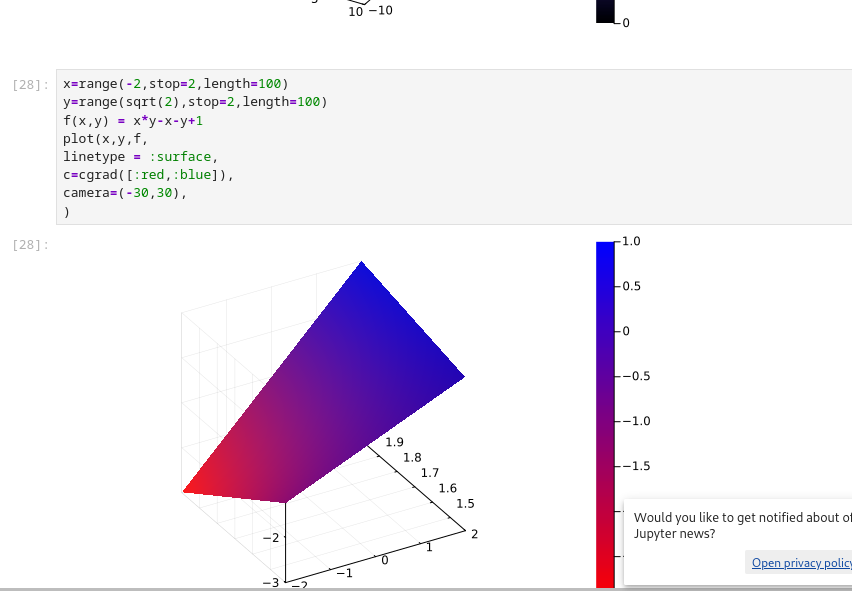 10 −10
0
[28]:
x=range(-2,stop=2,length=100)
y=range(sqrt(2),stop=2,length=100)
f(x,y) = x*y-x-y+1
plot(x,y,f,
linetype = :surface,
c=cgrad([:red,:blue]),
camera=(-30,30),
)
[28]:
1.0
0.5
0
−0.5
−1.0
−1.5
1.9
1.8
1.7
1.6
1.5
2
1
0
−1
−2
−2
−3
Would you like to get notified about of
Jupyter news?
Open privacy policy